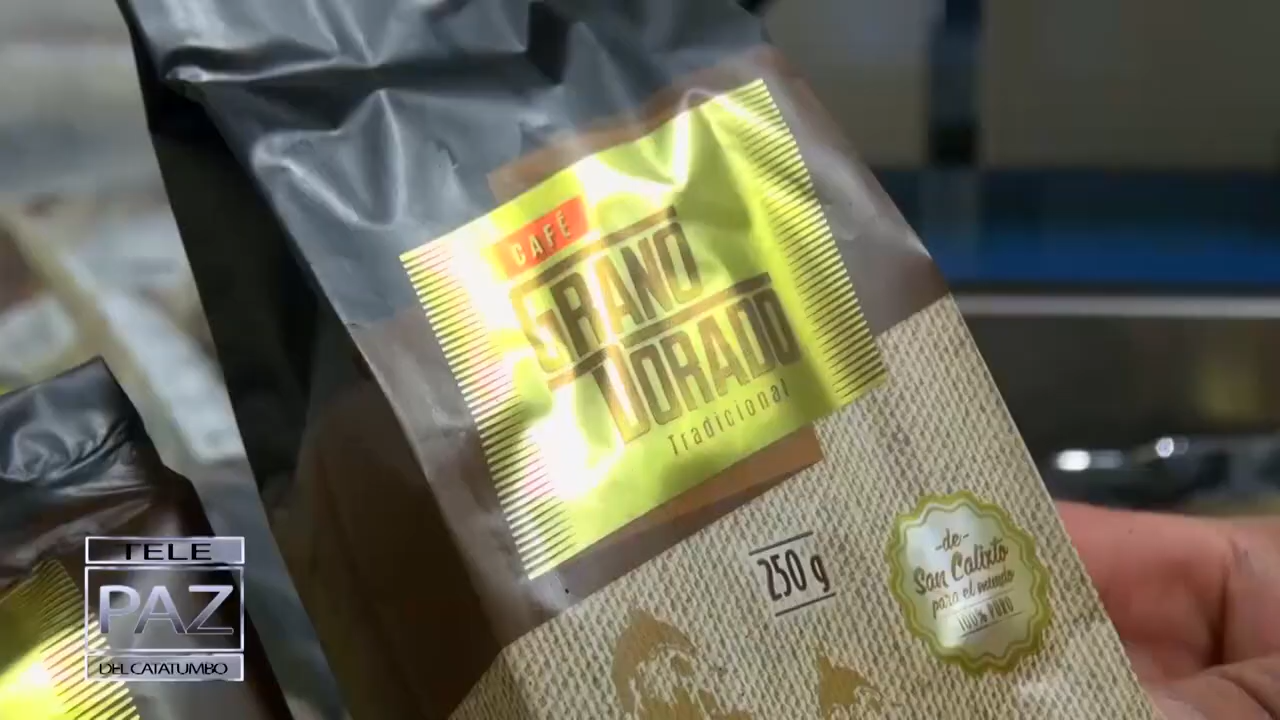 CAFÉ
GRANO
DORADO
Tradicional
250 g
-de-
San Calixto
para el mundo
100% PURO
TELE
PAZ
DEL CATATUMBO